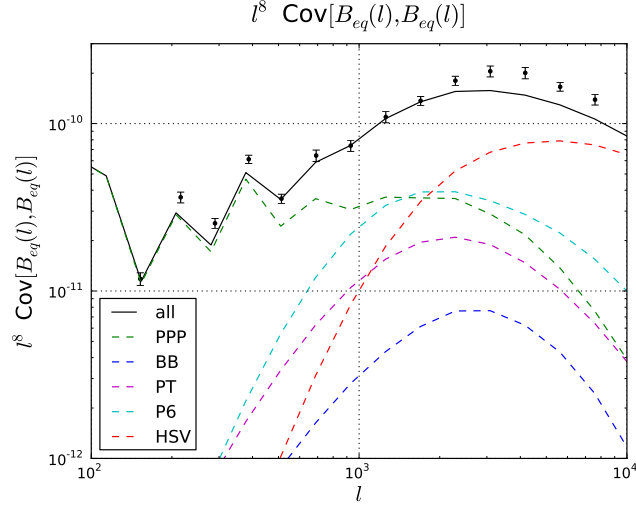 l^8 Cov[B_eq(l),B_eq(l)]
l^8 Cov[B_eq(l),B_eq(l)]
10^-10
10^-11
10^-12
all
PPP
BB
PT
P6
HSV
10^2 10^3 10^4
l